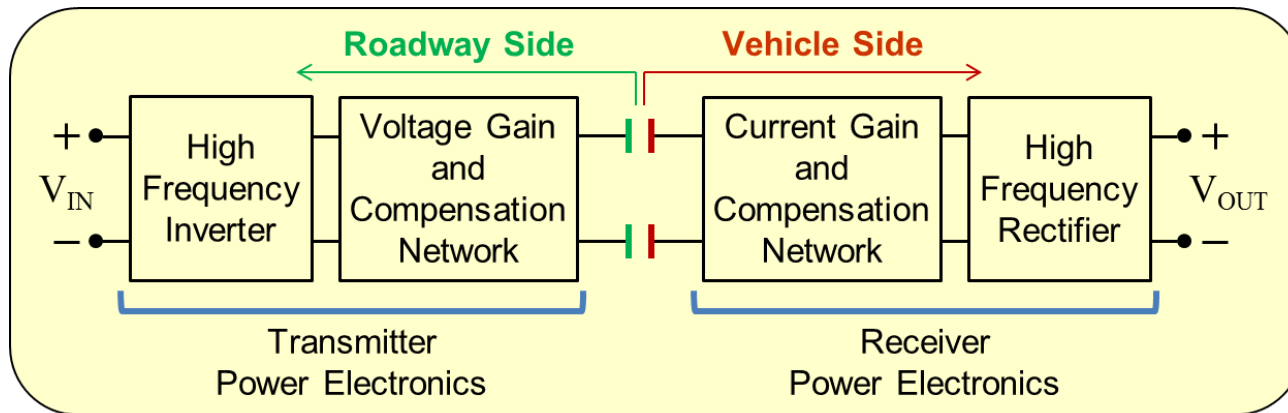 Roadway Side
Vehicle Side
+
V_IN
−
High
Frequency
Inverter
Voltage Gain
and
Compensation
Network
Current Gain
and
Compensation
Network
High
Frequency
Rectifier
+
V_OUT
−
Transmitter
Power Electronics
Receiver
Power Electronics